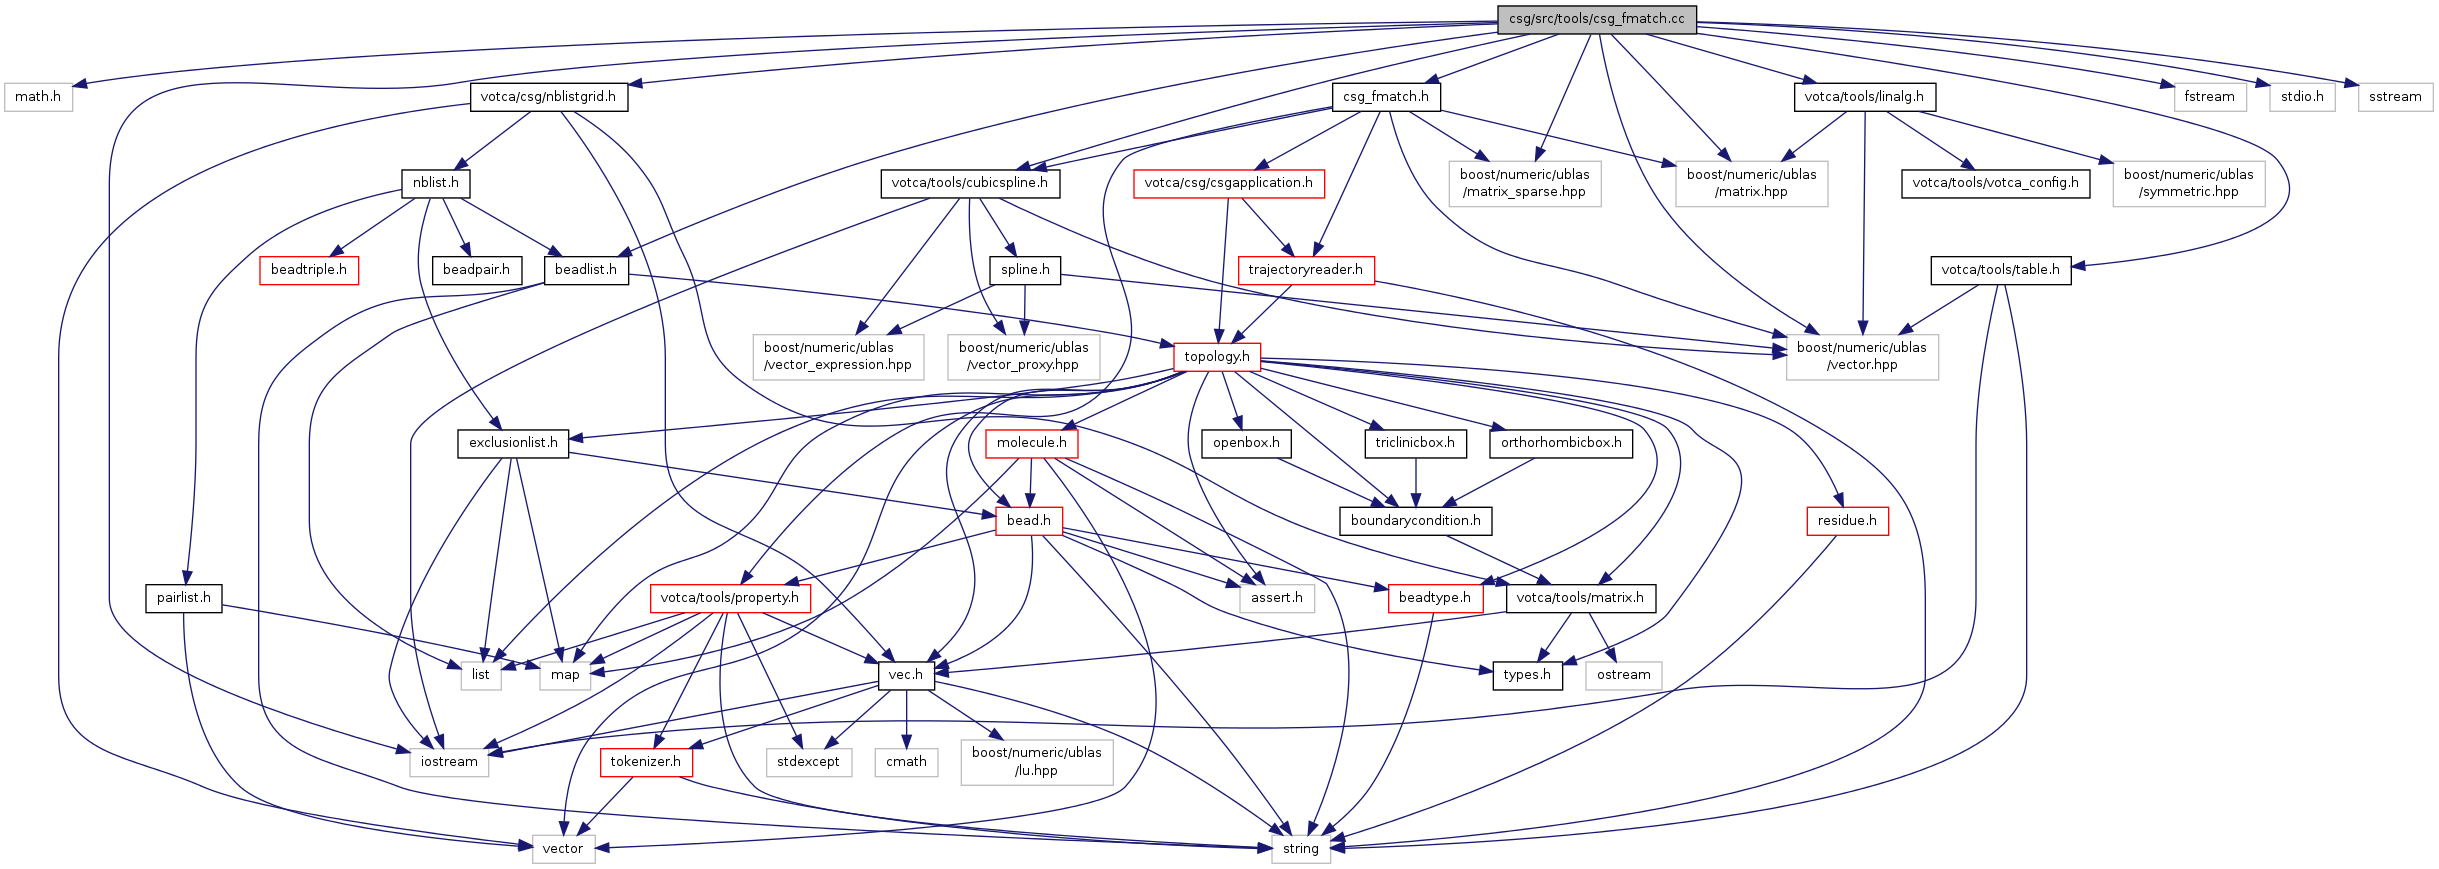 csg/src/tools/csg_fmatch.cc
math.h
votca/csg/nblistgrid.h
csg_fmatch.h
votca/tools/linalg.h
fstream
stdio.h
sstream
nblist.h
votca/tools/cubicspline.h
votca/csg/csgapplication.h
boost/numeric/ublas
/matrix_sparse.hpp
boost/numeric/ublas
/matrix.hpp
votca/tools/votca_config.h
boost/numeric/ublas
/symmetric.hpp
beadtriple.h
beadpair.h
beadlist.h
spline.h
trajectoryreader.h
votca/tools/table.h
boost/numeric/ublas
/vector_expression.hpp
boost/numeric/ublas
/vector_proxy.hpp
topology.h
boost/numeric/ublas
/vector.hpp
exclusionlist.h
molecule.h
openbox.h
triclinicbox.h
orthorhombicbox.h
bead.h
boundarycondition.h
residue.h
pairlist.h
votca/tools/property.h
assert.h
beadtype.h
votca/tools/matrix.h
list
map
vec.h
types.h
ostream
iostream
tokenizer.h
stdexcept
cmath
boost/numeric/ublas
/lu.hpp
vector
string